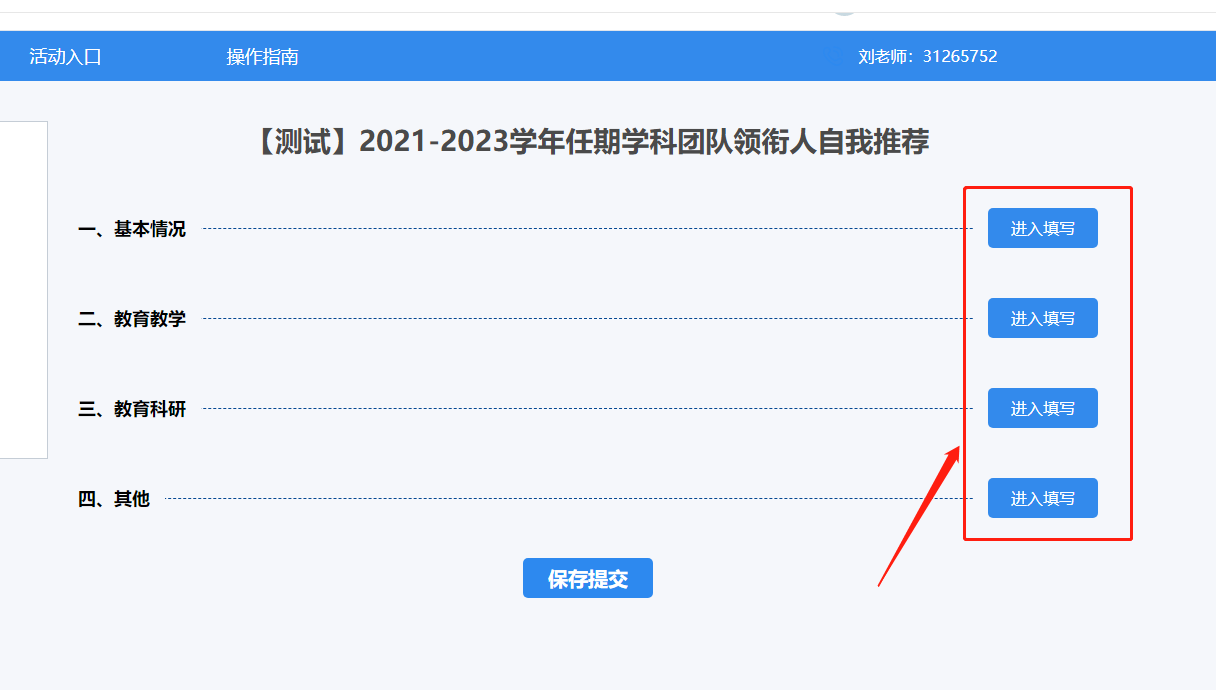 活动入口 操作指南 刘老师：31265752
【测试】2021-2023学年任期学科团队领衔人自我推荐
一、基本情况 进入填写
二、教育教学 进入填写
三、教育科研 进入填写
四、其他 进入填写
保存提交